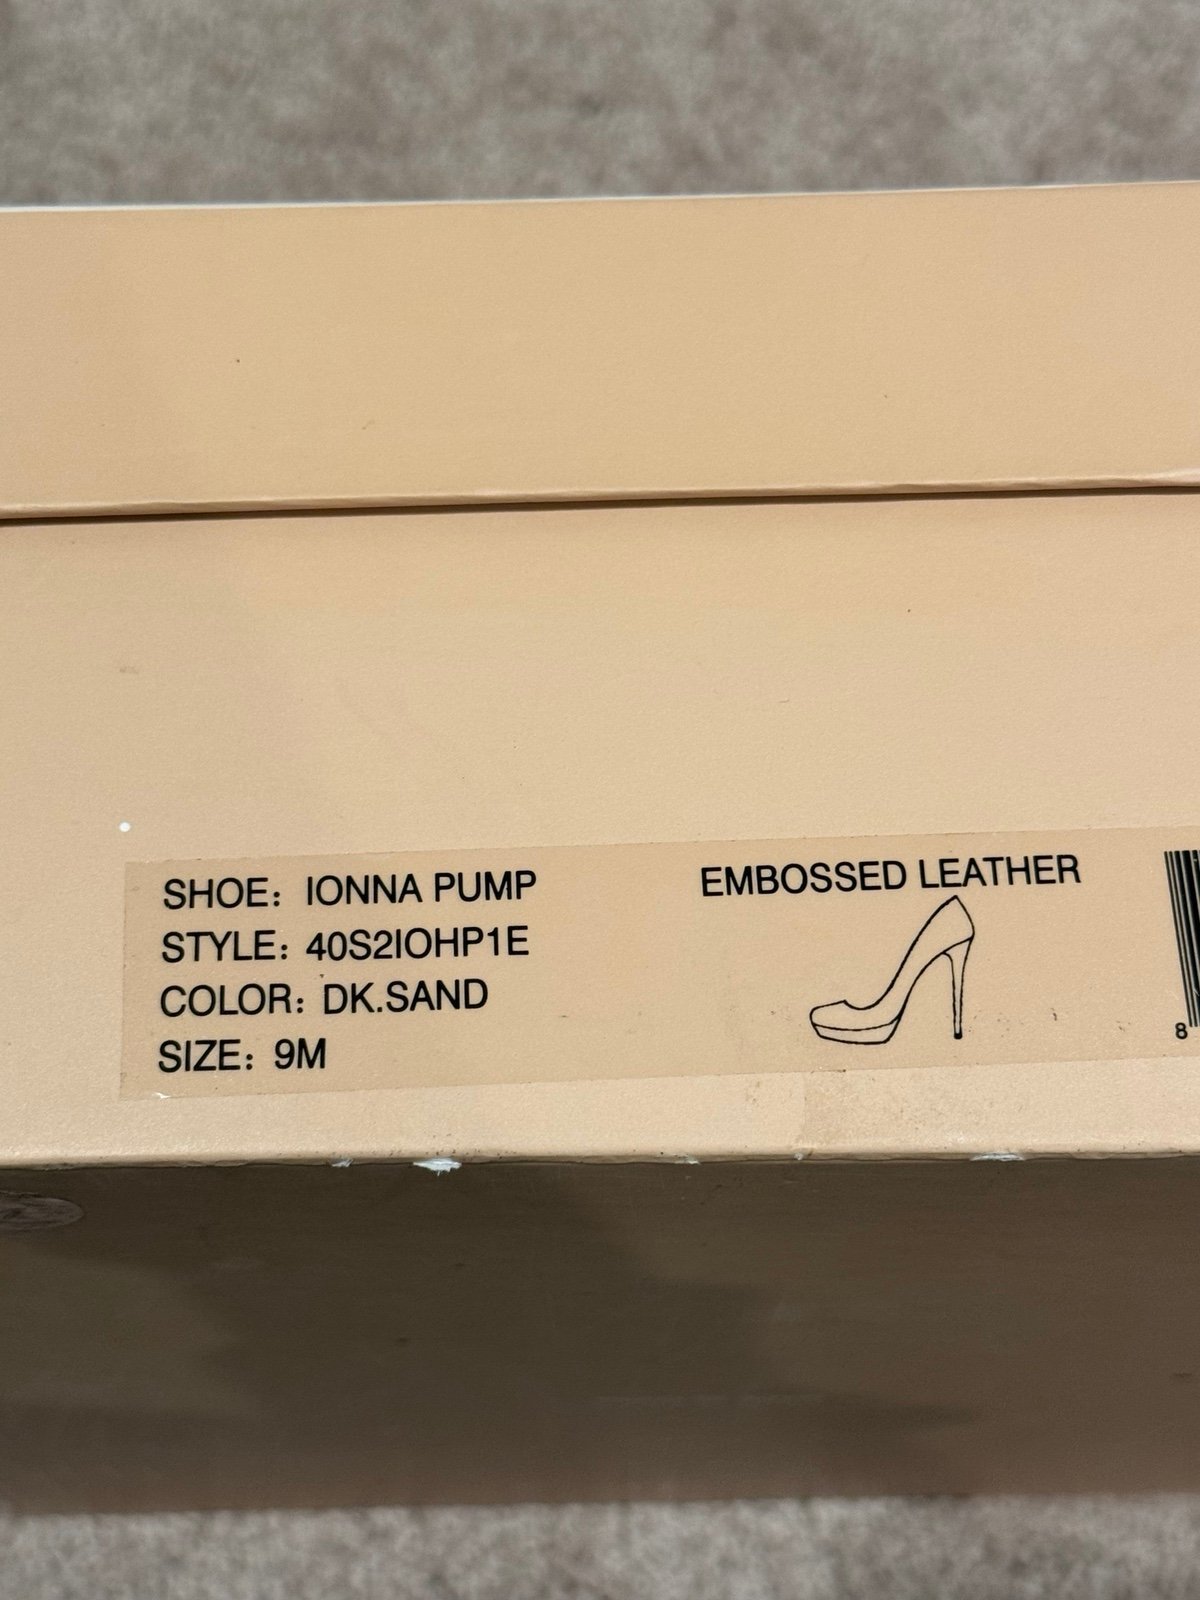 SHOE: IONNA PUMP
STYLE: 40S2IOHP1E
COLOR: DK.SAND
SIZE: 9M
EMBOSSED LEATHER
8